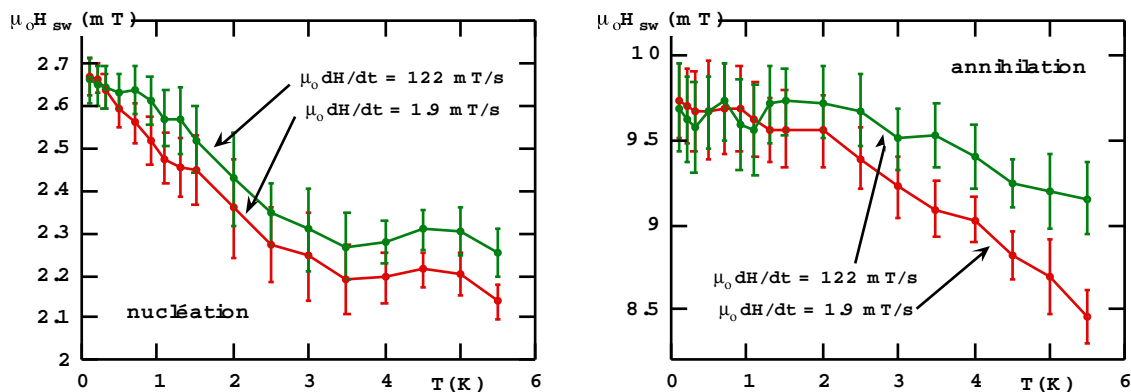 μoHsw (mT)
2.7
2.6
2.5
2.4
2.3
2.2
2.1
2
μo dH/dt = 122 mT/s
μo dH/dt = 1.9 mT/s
nucléation
0 1 2 3 4 T(K) 6
μoHsw (mT)
10
9.5
9
8.5
annihilation
μo dH/dt = 122 mT/s
μo dH/dt = 1.9 mT/s
0 1 2 3 4 T(K) 6